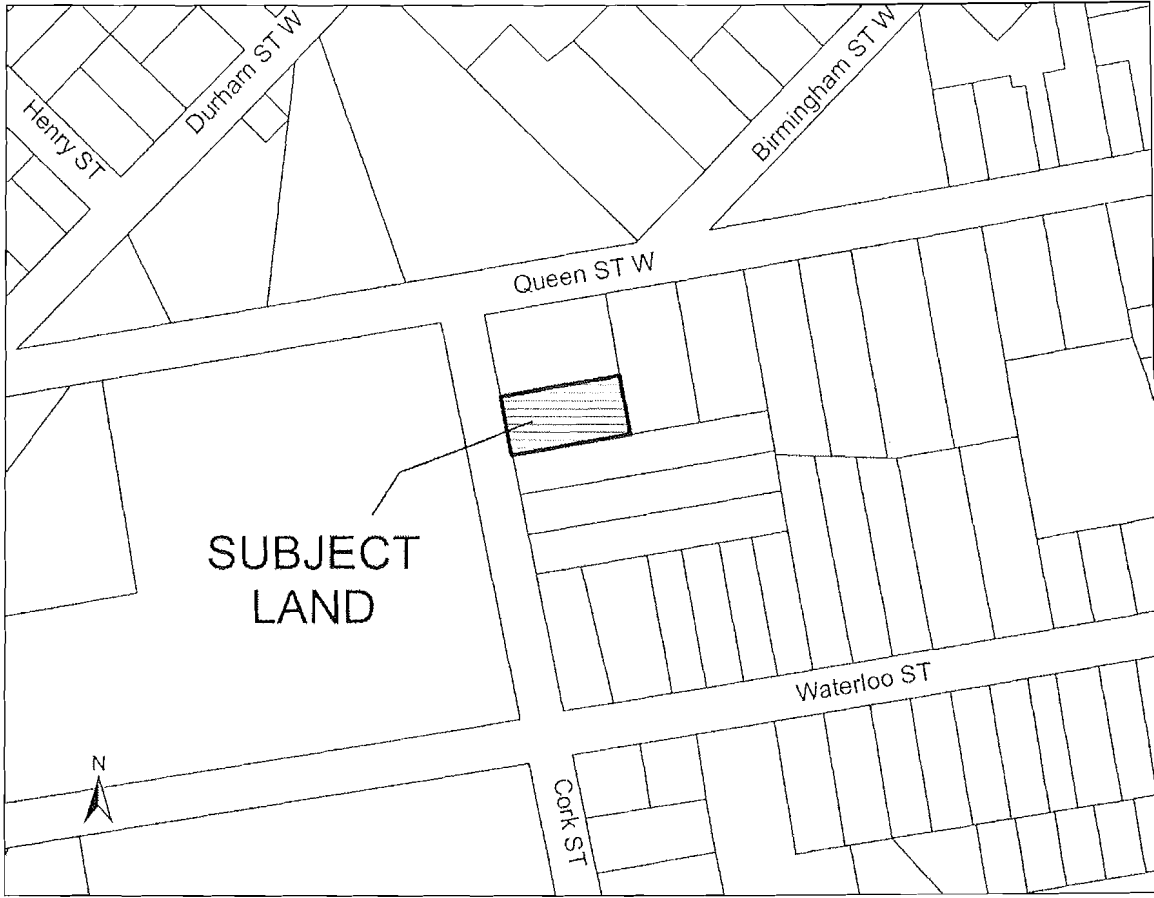 Henry ST
Durham ST W
Birmingham ST W
Queen ST W
SUBJECT
LAND
Waterloo ST
N
Cork ST